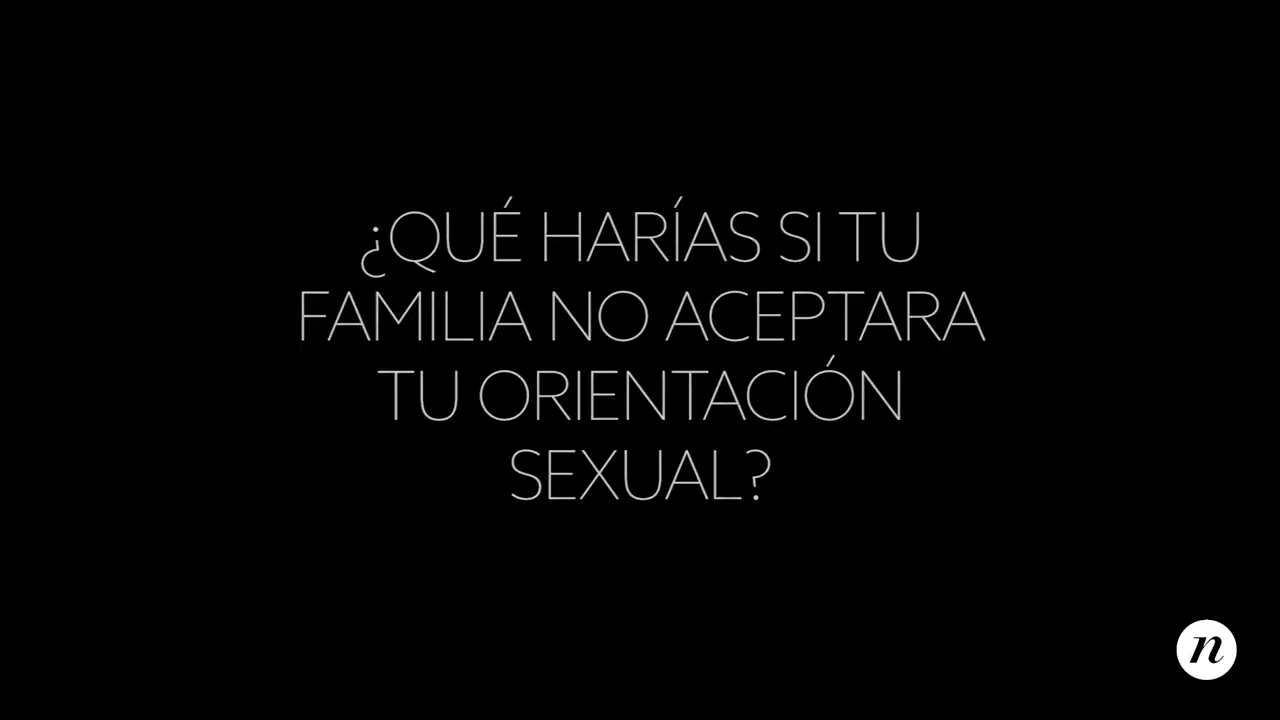 ¿QUÉ HARÍAS SI TU
FAMILIA NO ACEPTARA
TU ORIENTACIÓN
SEXUAL?
n